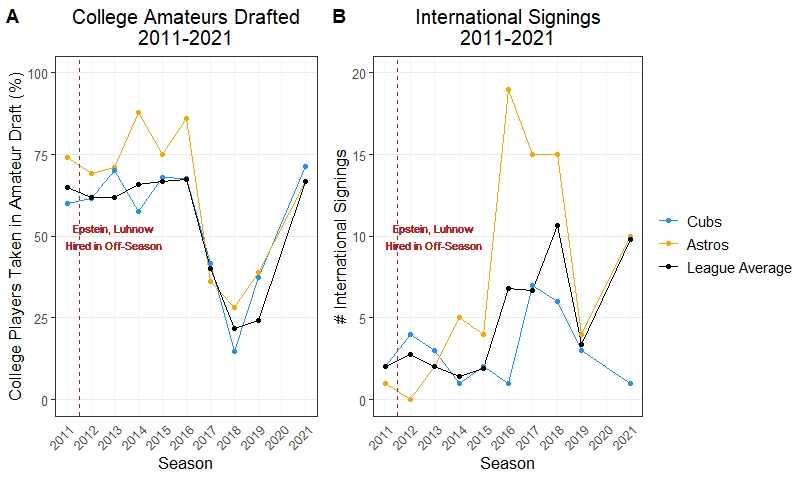 A
College Amateurs Drafted
2011-2021
College Players Taken in Amateur Draft (%)
100
75
50
25
0
Epstein, Luhnow
Hired in Off-Season
2011 2012 2013 2014 2015 2016 2017 2018 2019 2020 2021
Season
B
International Signings
2011-2021
# International Signings
20
15
10
5
0
Epstein, Luhnow
Hired in Off-Season
2011 2012 2013 2014 2015 2016 2017 2018 2019 2020 2021
Season
Cubs
Astros
League Average